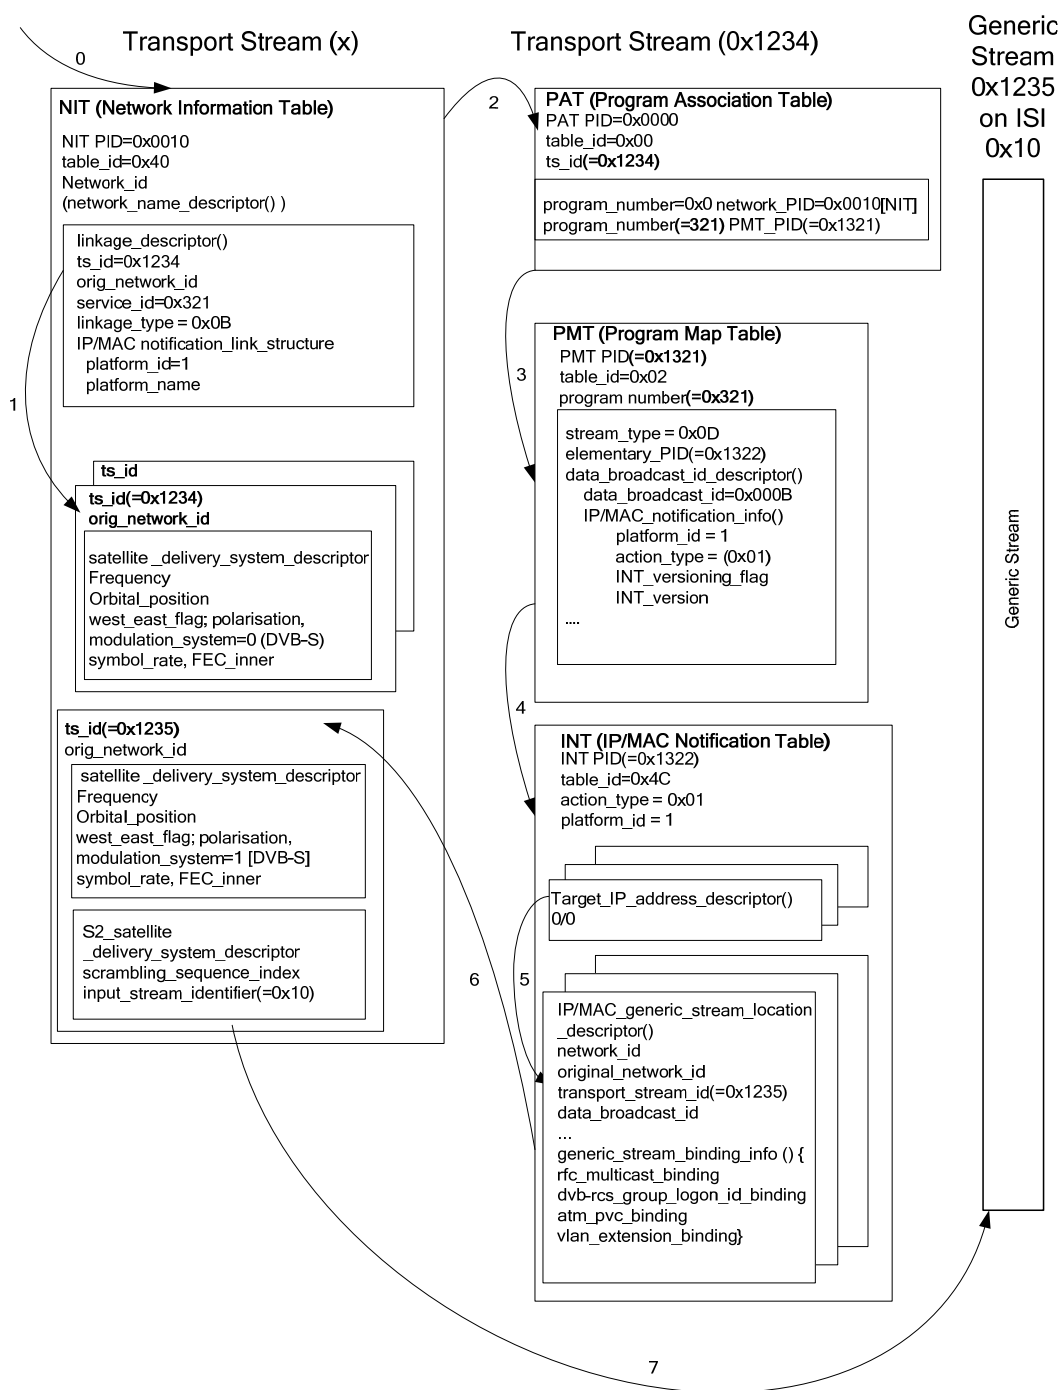 Transport Stream (x)
Transport Stream (0x1234)
Generic
Stream
0x1235
on ISI
0x10
0
NIT (Network Information Table)
NIT PID=0x0010
table_id=0x40
Network_id
(network_name_descriptor() )
linkage_descriptor()
ts_id=0x1234
orig_network_id
service_id=0x321
linkage_type = 0x0B
IP/MAC notification_link_structure
platform_id=1
platform_name
1
ts_id
ts_id(=0x1234)
orig_network_id
satellite _delivery_system_descriptor
Frequency
Orbital_position
west_east_flag; polarisation,
modulation_system=0 (DVB-S)
symbol_rate, FEC_inner
ts_id(=0x1235)
orig_network_id
satellite _delivery_system_descriptor
Frequency
Orbital_position
west_east_flag; polarisation,
modulation_system=1 [DVB-S]
symbol_rate, FEC_inner
S2_satellite
_delivery_system_descriptor
scrambling_sequence_index
input_stream_identifier(=0x10)
2
PAT (Program Association Table)
PAT PID=0x0000
table_id=0x00
ts_id(=0x1234)
program_number=0x0 network_PID=0x0010[NIT]
program_number(=321) PMT_PID(=0x1321)
3
PMT (Program Map Table)
PMT PID(=0x1321)
table_id=0x02
program number(=0x321)
stream_type = 0x0D
elementary_PID(=0x1322)
data_broadcast_id_descriptor()
data_broadcast_id=0x000B
IP/MAC_notification_info()
platform_id = 1
action_type = (0x01)
INT_versioning_flag
INT_version
....
4
INT (IP/MAC Notification Table)
INT PID(=0x1322)
table_id=0x4C
action_type = 0x01
platform_id = 1
Target_IP_address_descriptor()
0/0
5
6
IP/MAC_generic_stream_location
_descriptor()
network_id
original_network_id
transport_stream_id(=0x1235)
data_broadcast_id
...
generic_stream_binding_info () {
rfc_multicast_binding
dvb-rcs_group_logon_id_binding
atm_pvc_binding
vlan_extension_binding}
Generic Stream
7